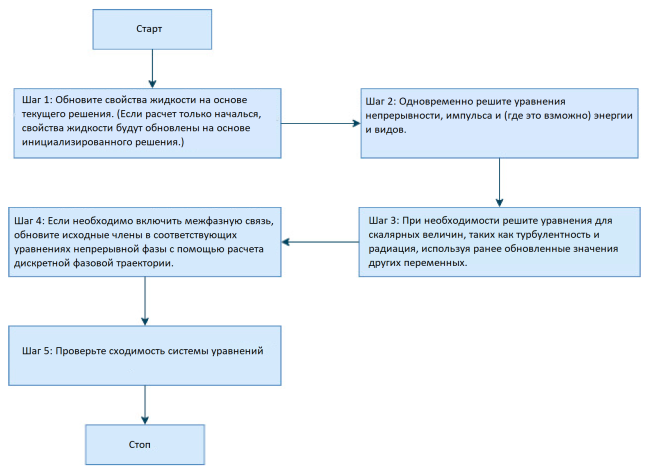 Старт
Шаг 1: Обновите свойства жидкости на основе
текущего решения. (Если расчет только начался,
свойства жидкости будут обновлены на основе
инициализированного решения.)
Шаг 2: Одновременно решите уравнения
непрерывности, импульса и (где это взможно) энергии
и видов.
Шаг 3: При необходимости решите уравнения для
скалярных величин, таких как турбулентность и
радиация, используя ранее обновленные значения
других переменных.
Шаг 4: Если необходимо включить межфазную связь,
обновите исходные члены в соответствующих
уравнениях непрерывной фазы с помощью расчета
дискретной фазовой траектории.
Шаг 5: Проверьте сходимость системы уравнений
Стоп